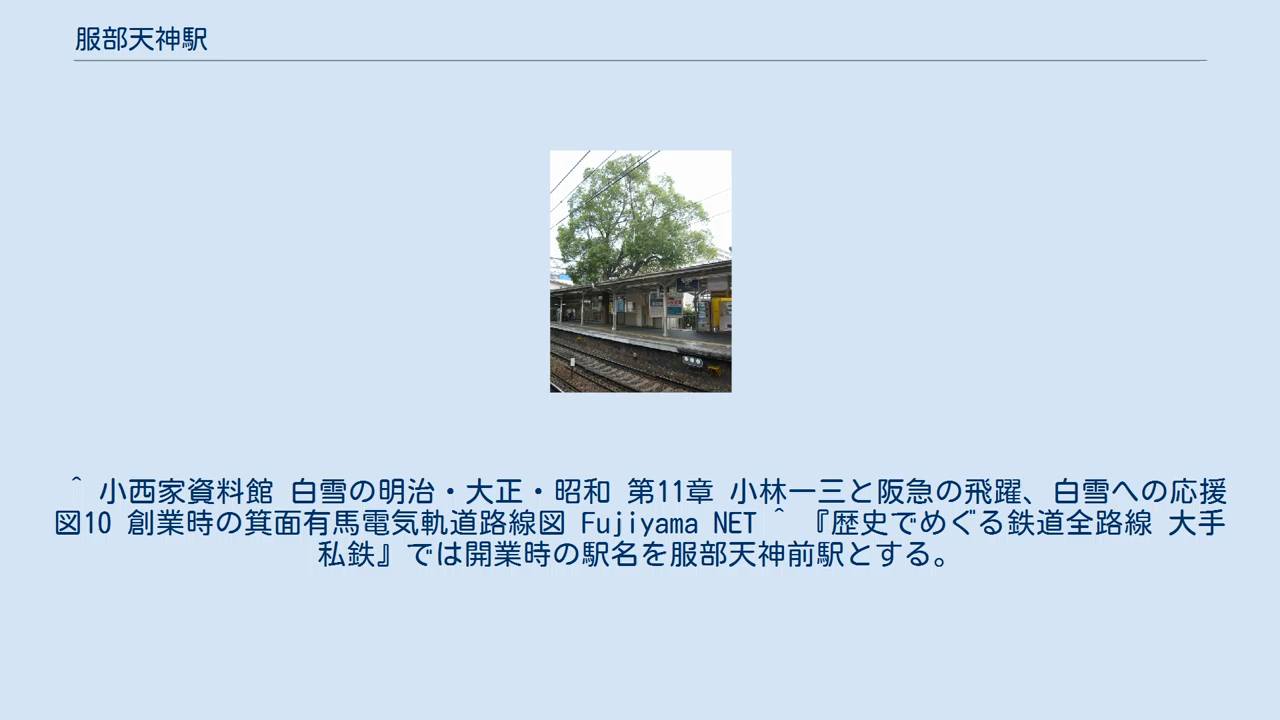 服部天神駅
^ 小西家資料館 白雪の明治・大正・昭和 第11章 小林一三と阪急の飛躍、白雪への応援
図10 創業時の箕面有馬電気軌道路線図 Fujiyama NET ^ 『歴史でめぐる鉄道全路線 大手
私鉄』では開業時の駅名を服部天神前駅とする。